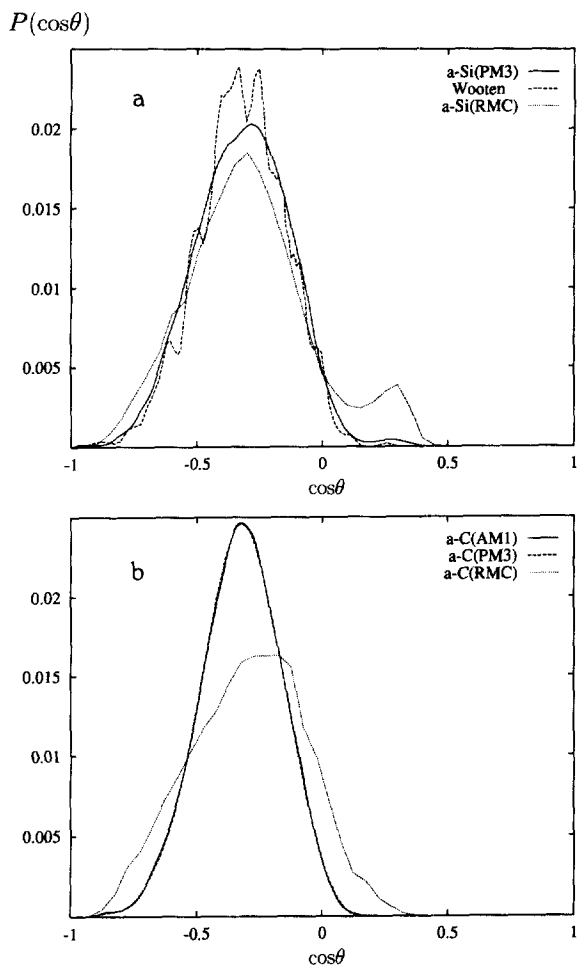 P(cosθ)
a
a-Si(PM3)
Wooten
a-Si(RMC)
0.02
0.015
0.01
0.005
-1
-0.5
0
0.5
1
cosθ
b
a-C(AM1)
a-C(PM3)
a-C(RMC)
0.02
0.015
0.01
0.005
-1
-0.5
0
0.5
1
cosθ